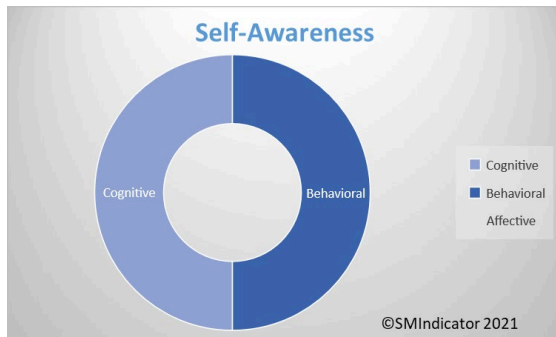 Self-Awareness
Cognitive
Behavioral
Cognitive
Behavioral
Affective
©SMIndicator 2021